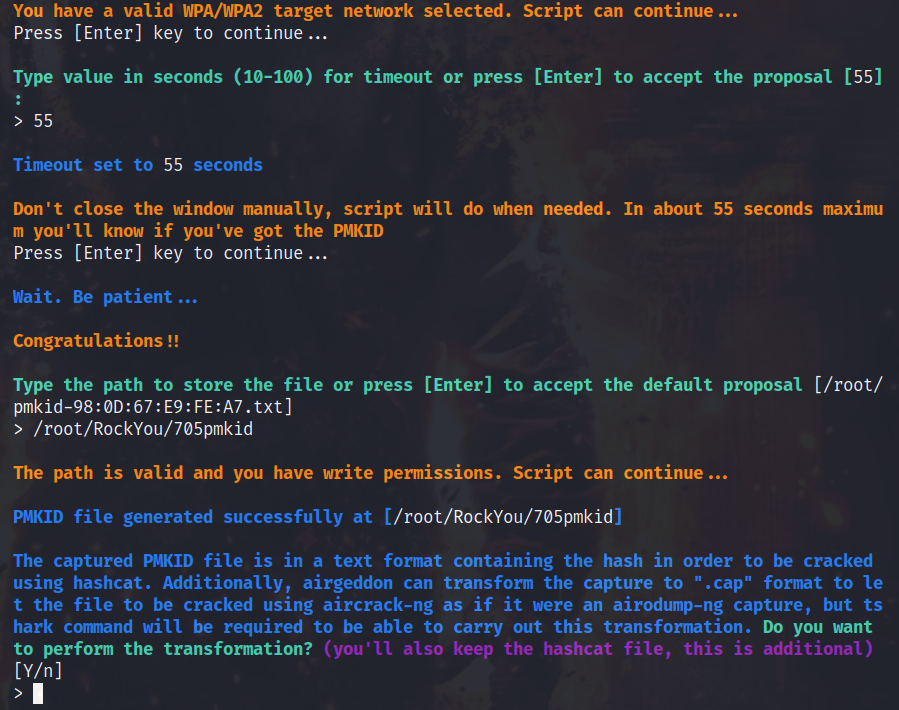 You have a valid WPA/WPA2 target network selected. Script can continue...
Press [Enter] key to continue...
Type value in seconds (10-100) for timeout or press [Enter] to accept the proposal [55]
:
> 55
Timeout set to 55 seconds
Don't close the window manually, script will do when needed. In about 55 seconds maximu
m you'll know if you've got the PMKID
Press [Enter] key to continue...
Wait. Be patient...
Congratulations!!
Type the path to store the file or press [Enter] to accept the default proposal [/root/
pmkid-98:0D:67:E9:FE:A7.txt]
> /root/RockYou/705pmkid
The path is valid and you have write permissions. Script can continue...
PMKID file generated successfully at [/root/RockYou/705pmkid]
The captured PMKID file is in a text format containing the hash in order to be cracked
using hashcat. Additionally, airgeddon can transform the capture to ".cap" format to le
t the file to be cracked using aircrack-ng as if it were an airodump-ng capture, but ts
hark command will be required to be able to carry out this transformation. Do you want
to perform the transformation? (you'll also keep the hashcat file, this is additional)
[Y/n]
>